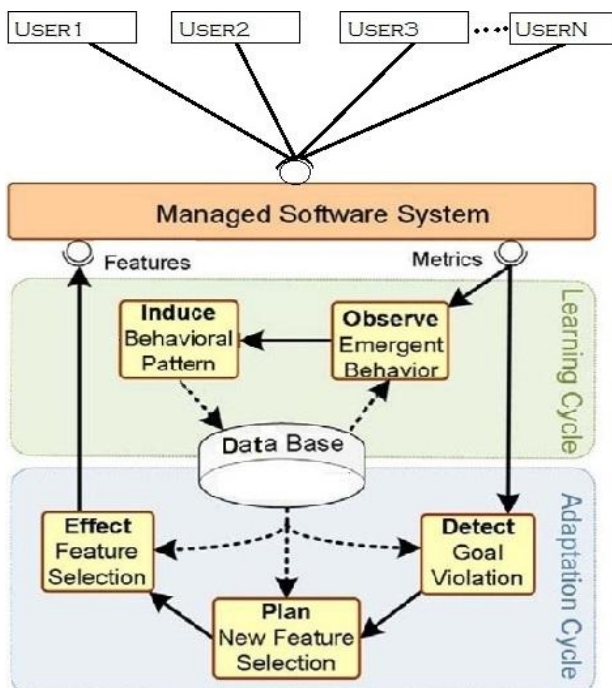 USER1
USER2
USER3
USERN
Managed Software System
Features
Metrics
Induce
Behavioral
Pattern
Observe
Emergent
Behavior
Learning Cycle
Data Base
Effect
Feature
Selection
Detect
Goal
Violation
Plan
New Feature
Selection
Adaptation Cycle